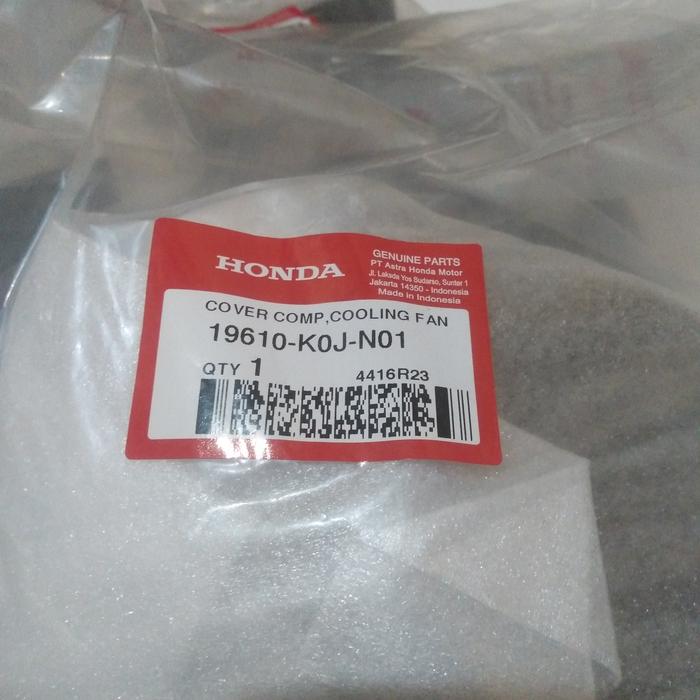 HONDA
GENUINE PARTS
PT Astra Honda Motor
Jl. Laksda Yos Sudarso, Sunter 1
Jakarta 14350 - Indonesia
Made in Indonesia
COVER COMP,COOLING FAN
19610-K0J-N01
QTY 1
4416R23